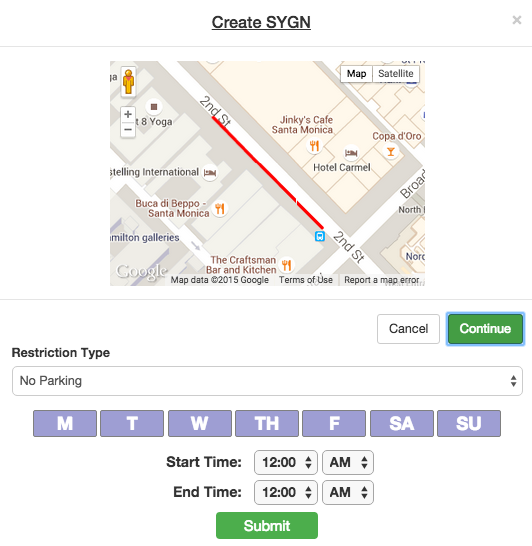 Create SYGN
×
Map Satellite
2nd St
t 8 Yoga
Jinky's Cafe
Santa Monica
Copa d'Oro
Hotel Carmel
stelling International
Broad
Buca di Beppo -
Santa Monica
North
amilton galleries
2nd St
The Craftsman
Bar and Kitchen
Nord
Google
Map data ©2015 Google Terms of Use Report a map error
Cancel Continue
Restriction Type
No Parking
M T W TH F SA SU
Start Time: 12:00 AM
End Time: 12:00 AM
Submit